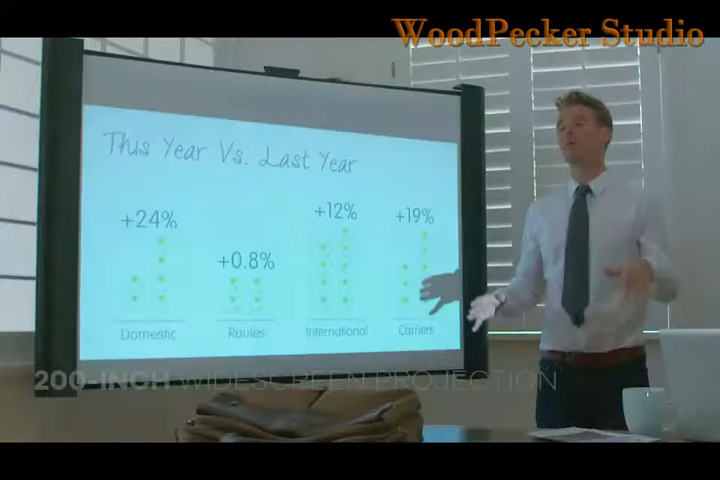 WoodPecker Studio
This Year Vs. Last Year
+24%
+0.8%
+12%
+19%
Domestic
Routes
International
Carriers
200-INCH WIDESCREEN PROJECTION